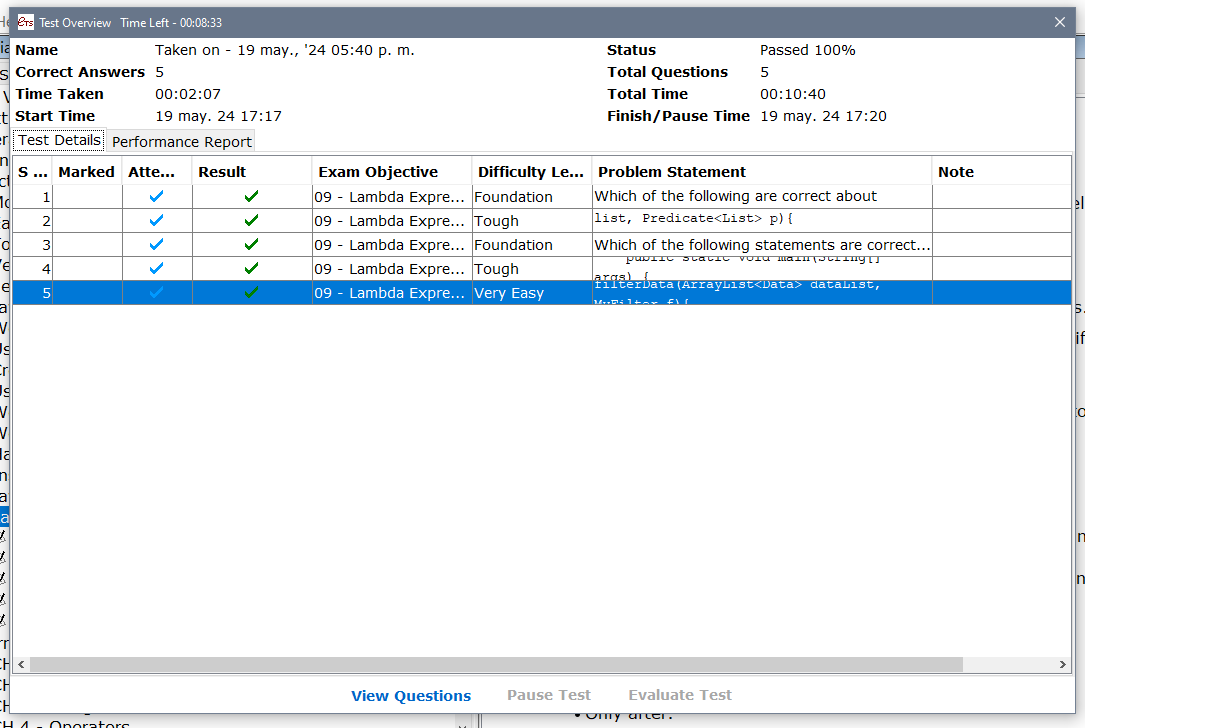 ets Test Overview Time Left - 00:08:33
Name Taken on - 19 may., '24 05:40 p. m. Status Passed 100%
Correct Answers 5 Total Questions 5
Time Taken 00:02:07 Total Time 00:10:40
Start Time 19 may. 24 17:17 Finish/Pause Time 19 may. 24 17:20
Test Details Performance Report
S ... Marked Atte... Result Exam Objective Difficulty Le... Problem Statement Note
1 09 - Lambda Expre... Foundation Which of the following are correct about
2 09 - Lambda Expre... Tough list, Predicate<List> p){
3 09 - Lambda Expre... Foundation Which of the following statements are correct...
4 09 - Lambda Expre... Tough public static void main(String[]
args) {
5 09 - Lambda Expre... Very Easy filterData(ArrayList<Data> dataList,
MyFilter f){
View Questions Pause Test Evaluate Test
CH 4 - Operators • Only after: